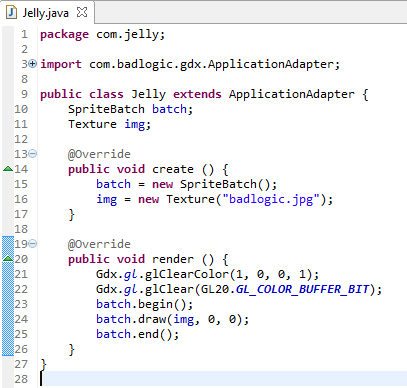 Jelly.java
1 package com.jelly;
2
3 import com.badlogic.gdx.ApplicationAdapter;
8
9 public class Jelly extends ApplicationAdapter {
10     SpriteBatch batch;
11     Texture img;
12
13     @Override
14     public void create () {
15         batch = new SpriteBatch();
16         img = new Texture("badlogic.jpg");
17     }
18
19     @Override
20     public void render () {
21         Gdx.gl.glClearColor(1, 0, 0, 1);
22         Gdx.gl.glClear(GL20.GL_COLOR_BUFFER_BIT);
23         batch.begin();
24         batch.draw(img, 0, 0);
25         batch.end();
26     }
27 }
28